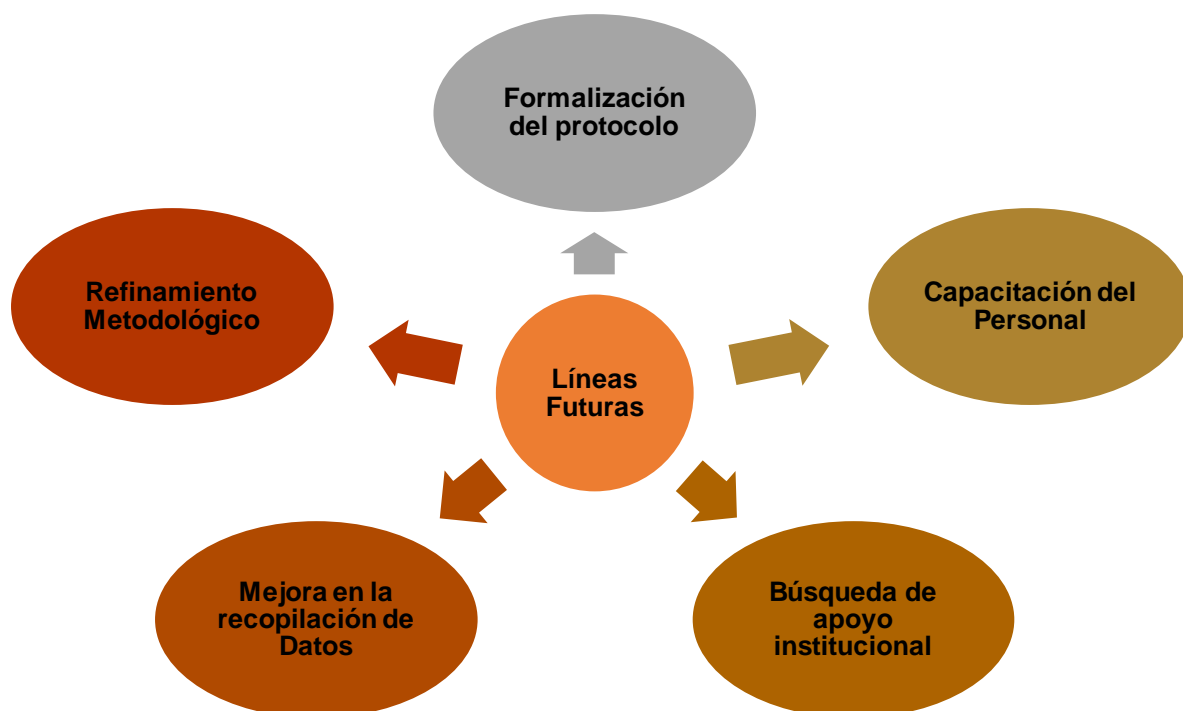 Formalización
del protocolo
Refinamiento
Metodológico
Capacitación del
Personal
Líneas
Futuras
Mejora en la
recopilación de
Datos
Búsqueda de
apoyo
institucional